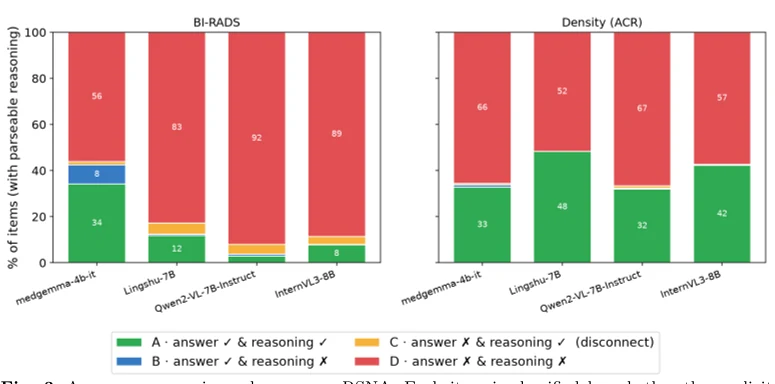 BI-RADS
Density (ACR)
% of items (with parseable reasoning)
100
80
60
40
20
0
56
8
34
83
12
92
89
8
66
33
52
48
67
32
57
42
medgemma-4b-it
Lingshu-7B
Qwen2-VL-7B-Instruct
InternVL3-8B
medgemma-4b-it
Lingshu-7B
Qwen2-VL-7B-Instruct
InternVL3-8B
A · answer ✓ & reasoning ✓
B · answer ✓ & reasoning ✗
C · answer ✗ & reasoning ✓ (disconnect)
D · answer ✗ & reasoning ✗